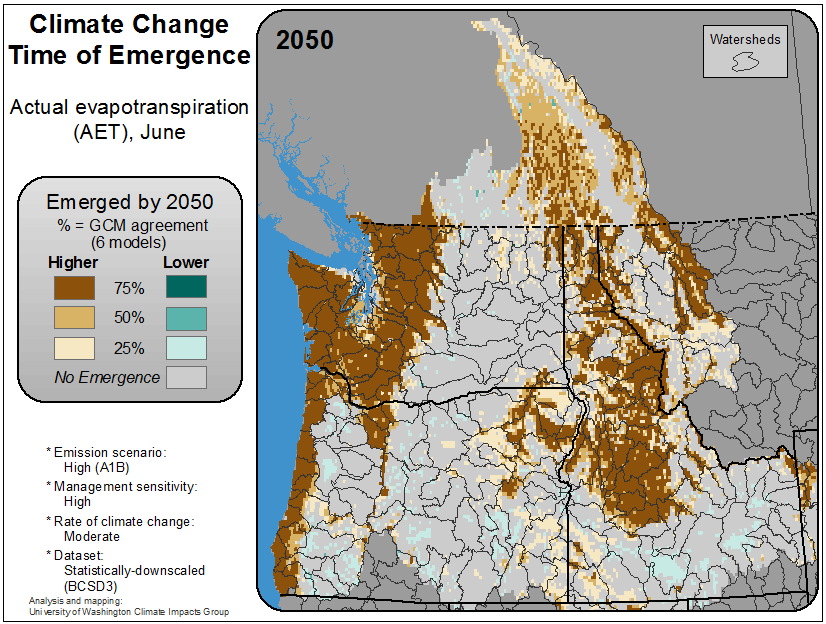 Climate Change
Time of Emergence
Actual evapotranspiration
(AET), June
Emerged by 2050
% = GCM agreement
(6 models)
Higher Lower
75%
50%
25%
No Emergence
* Emission scenario:
High (A1B)
* Management sensitivity:
High
* Rate of climate change:
Moderate
* Dataset:
Statistically-downscaled
(BCSD3)
Analysis and mapping:
University of Washington Climate Impacts Group
2050
Watersheds